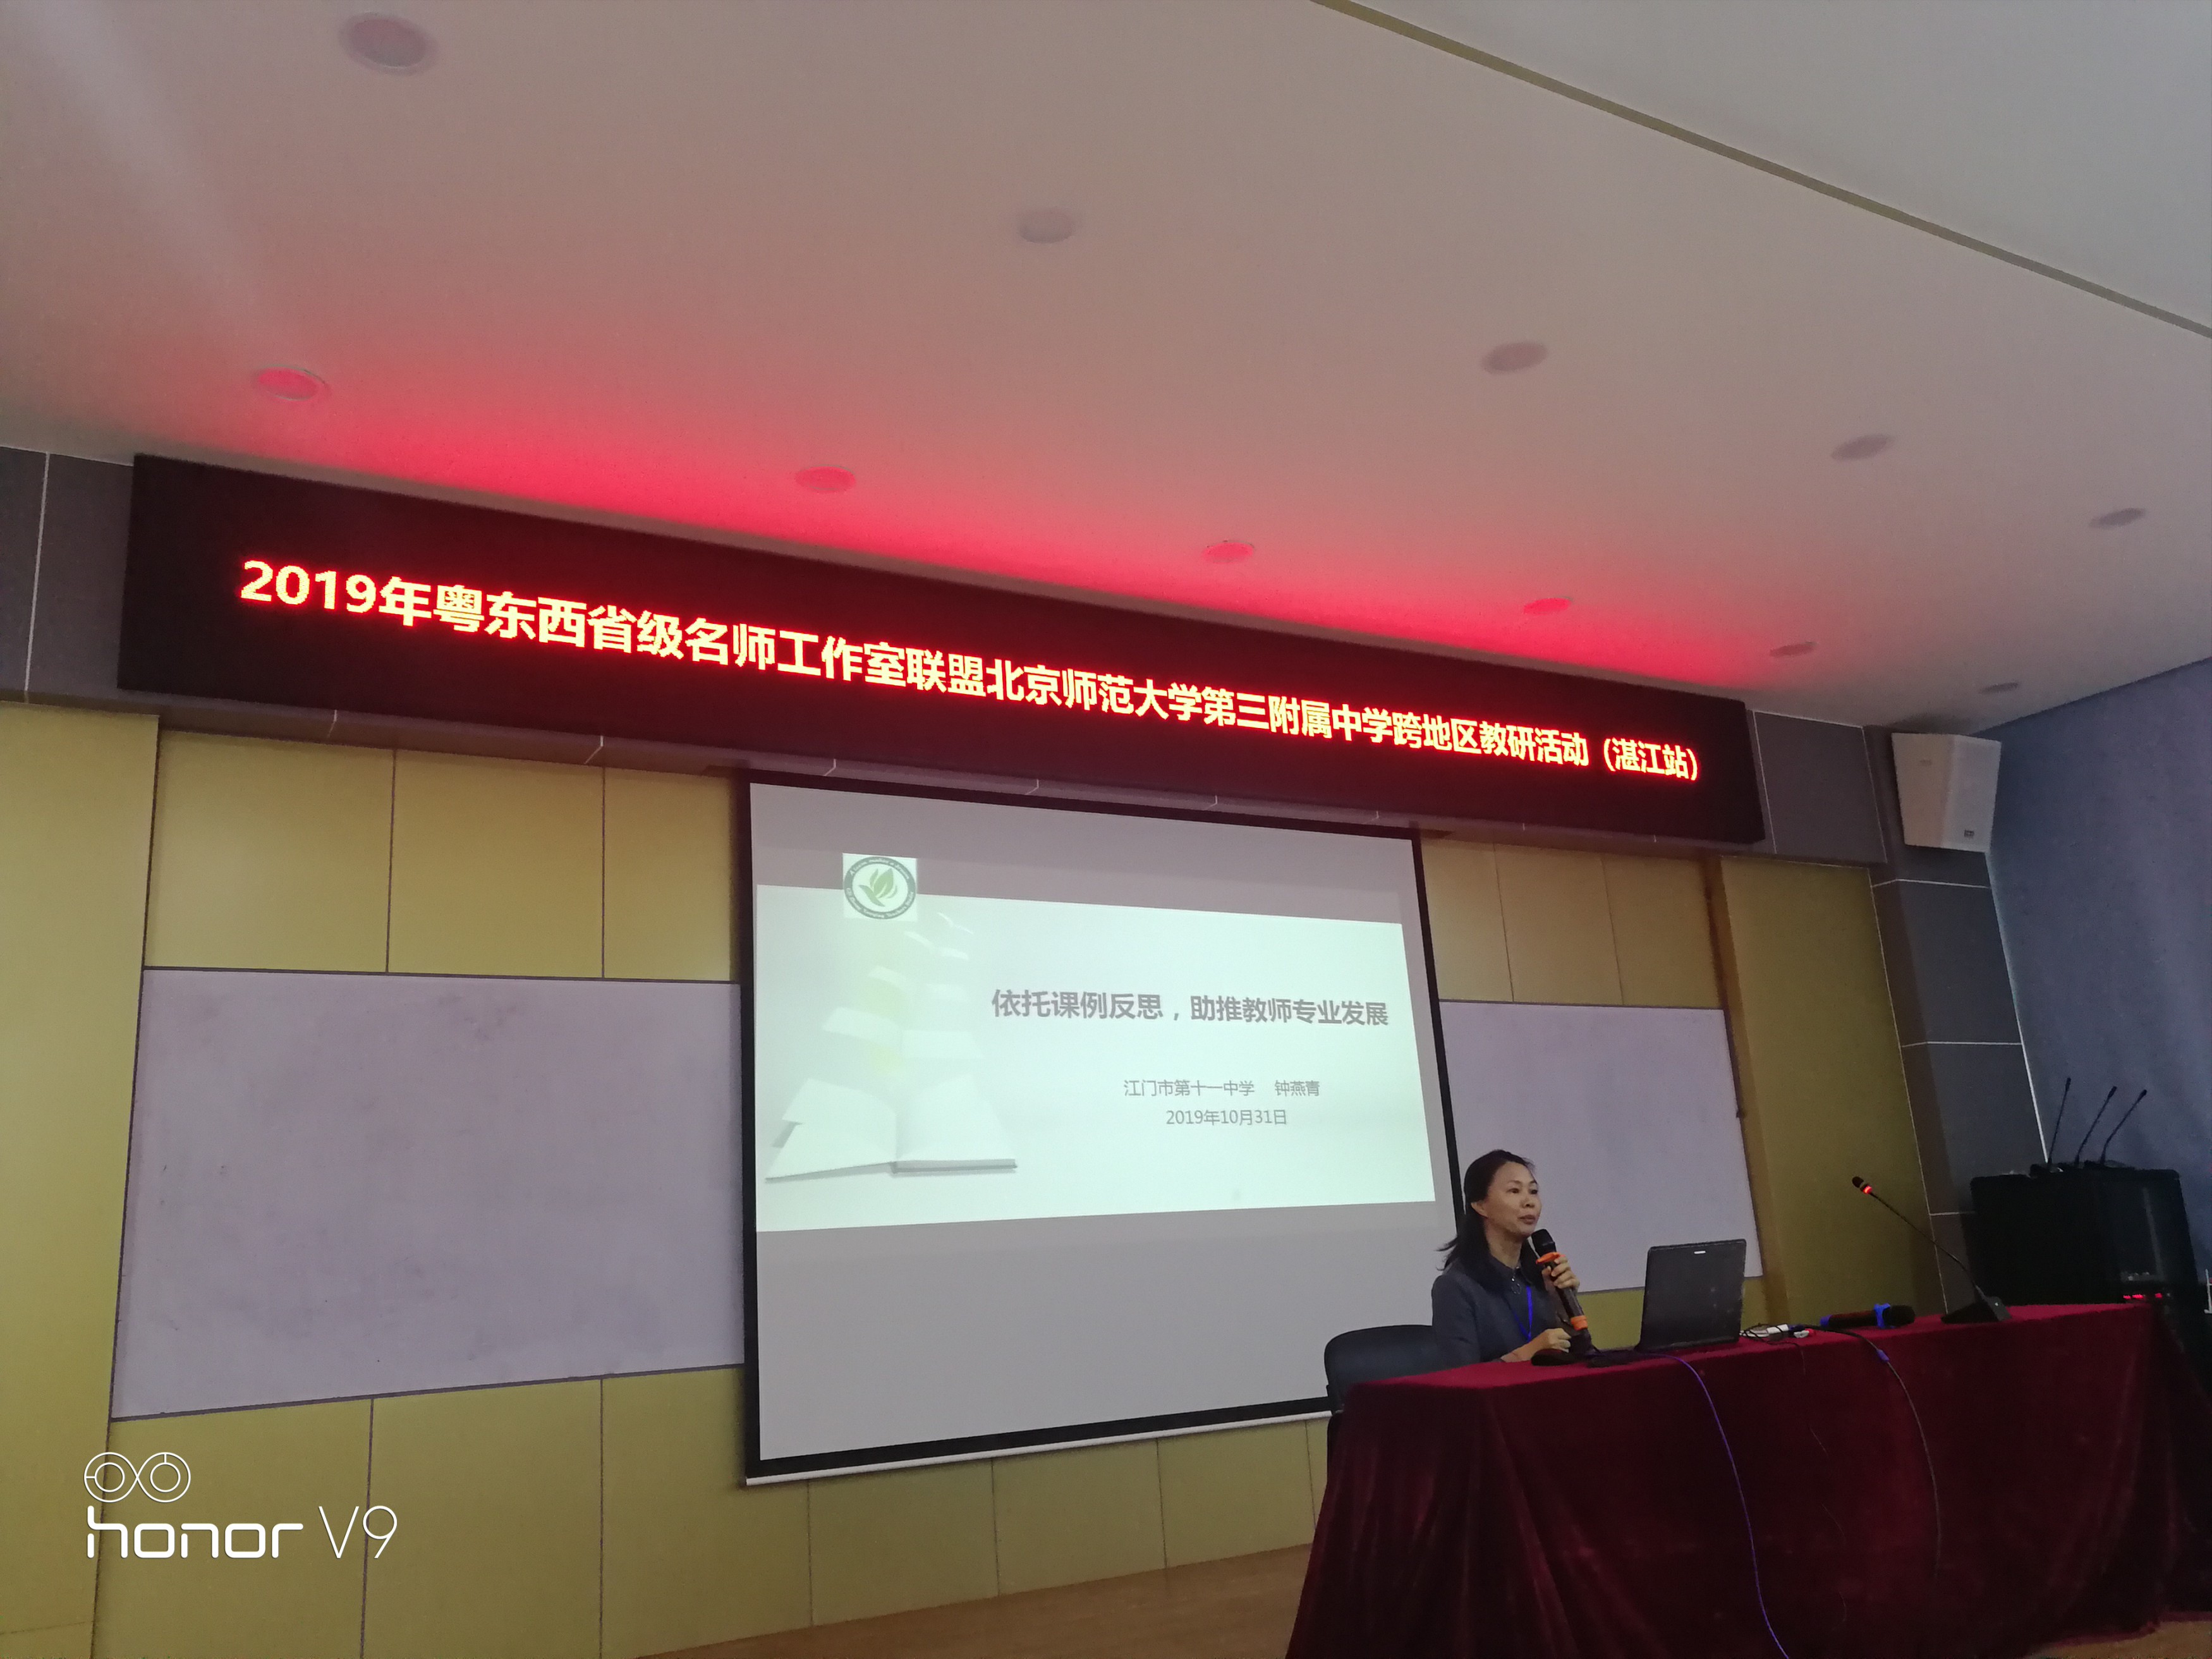 2019年粤东西省级名师工作室联盟北京师范大学第三附属中学跨地区教研活动（湛江站）
依托课例反思，助推教师专业发展
江门市第十一中学 钟燕青
2019年10月31日
honor V9